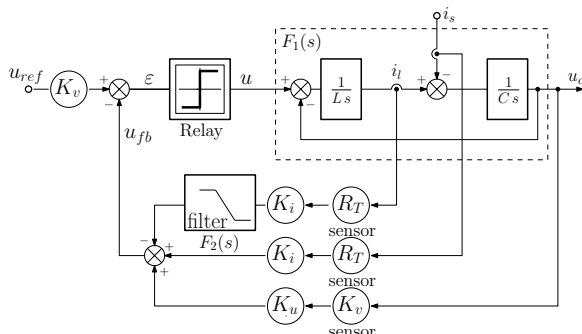 i_s
F_1(s)
u_ref
K_v
+
−
ε
Relay
u
+
−
1/Ls
i_l
+
−
1/Cs
u_c
u_fb
filter
F_2(s)
K_i
R_T
sensor
−
+
+
K_i
R_T
sensor
K_u
K_v
sensor